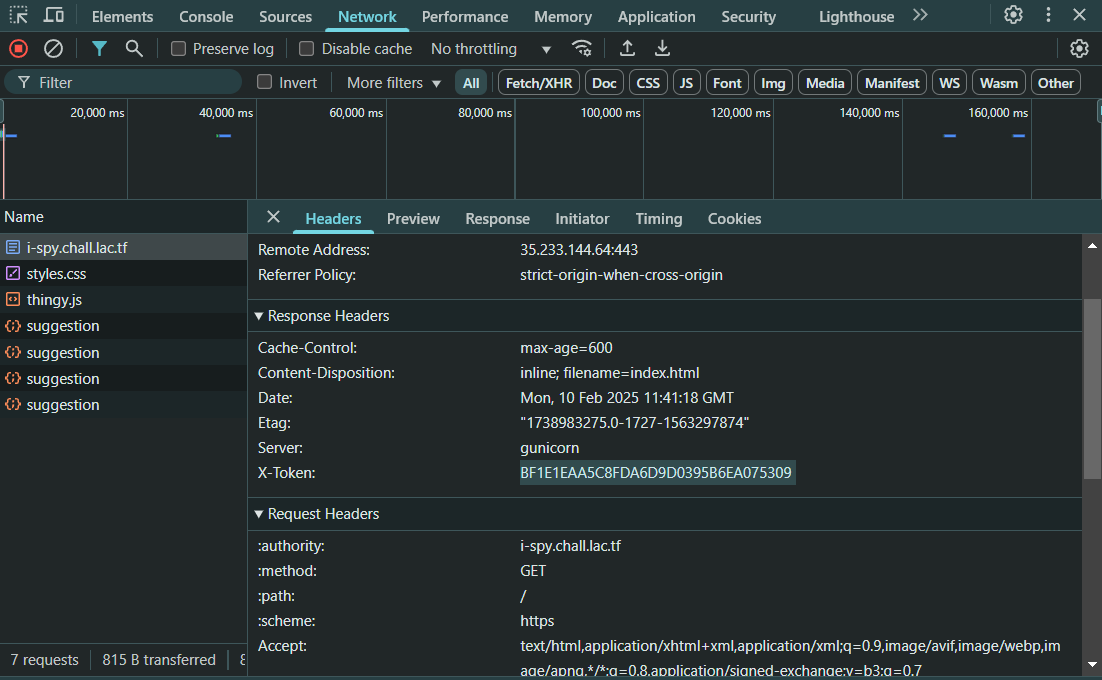 Elements Console Sources Network Performance Memory Application Security Lighthouse
Preserve log Disable cache No throttling
Filter Invert More filters All Fetch/XHR Doc CSS JS Font Img Media Manifest WS Wasm Other
20,000 ms 40,000 ms 60,000 ms 80,000 ms 100,000 ms 120,000 ms 140,000 ms 160,000 ms
Name
i-spy.chall.lac.tf
styles.css
thingy.js
suggestion
suggestion
suggestion
suggestion
7 requests 815 B transferred
Headers Preview Response Initiator Timing Cookies
Remote Address: 35.233.144.64:443
Referrer Policy: strict-origin-when-cross-origin
Response Headers
Cache-Control: max-age=600
Content-Disposition: inline; filename=index.html
Date: Mon, 10 Feb 2025 11:41:18 GMT
Etag: "1738983275.0-1727-1563297874"
Server: gunicorn
X-Token: BF1E1EAA5C8FDA6D9D0395B6EA075309
Request Headers
:authority: i-spy.chall.lac.tf
:method: GET
:path: /
:scheme: https
Accept: text/html,application/xhtml+xml,application/xml;q=0.9,image/avif,image/webp,im
age/apng,*/*;q=0.8,application/signed-exchange;v=b3;q=0.7